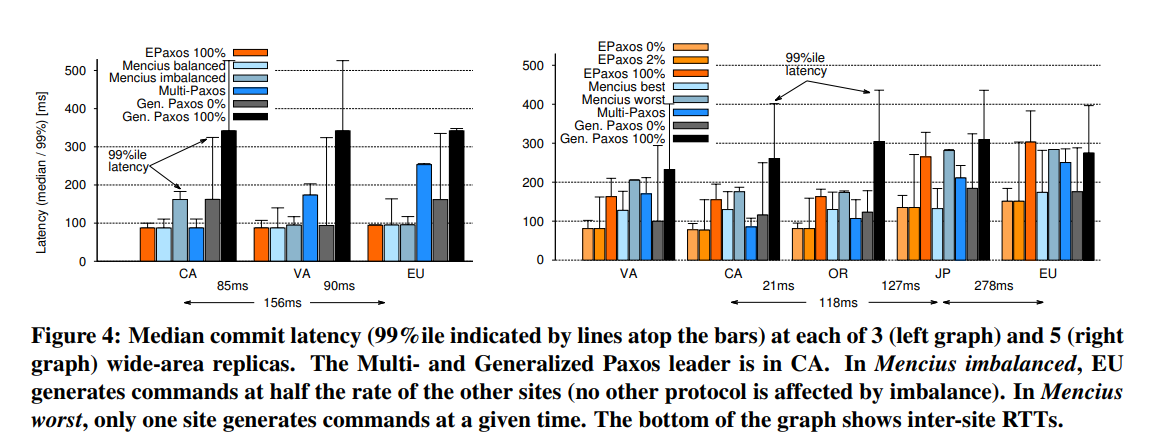 Latency (median / 99%) [ms]
500
400
300
200
100
0
EPaxos 100%
Mencius balanced
Mencius imbalanced
Multi-Paxos
Gen. Paxos 0%
Gen. Paxos 100%
99%ile
latency
CA
VA
EU
85ms
90ms
156ms
500
400
300
200
100
0
EPaxos 0%
EPaxos 2%
EPaxos 100%
Mencius best
Mencius worst
Multi-Paxos
Gen. Paxos 0%
Gen. Paxos 100%
99%ile
latency
VA
CA
OR
JP
EU
21ms
127ms
278ms
118ms
Figure 4: Median commit latency (99%ile indicated by lines atop the bars) at each of 3 (left graph) and 5 (right
graph) wide-area replicas. The Multi- and Generalized Paxos leader is in CA. In Mencius imbalanced, EU
generates commands at half the rate of the other sites (no other protocol is affected by imbalance). In Mencius
worst, only one site generates commands at a given time. The bottom of the graph shows inter-site RTTs.